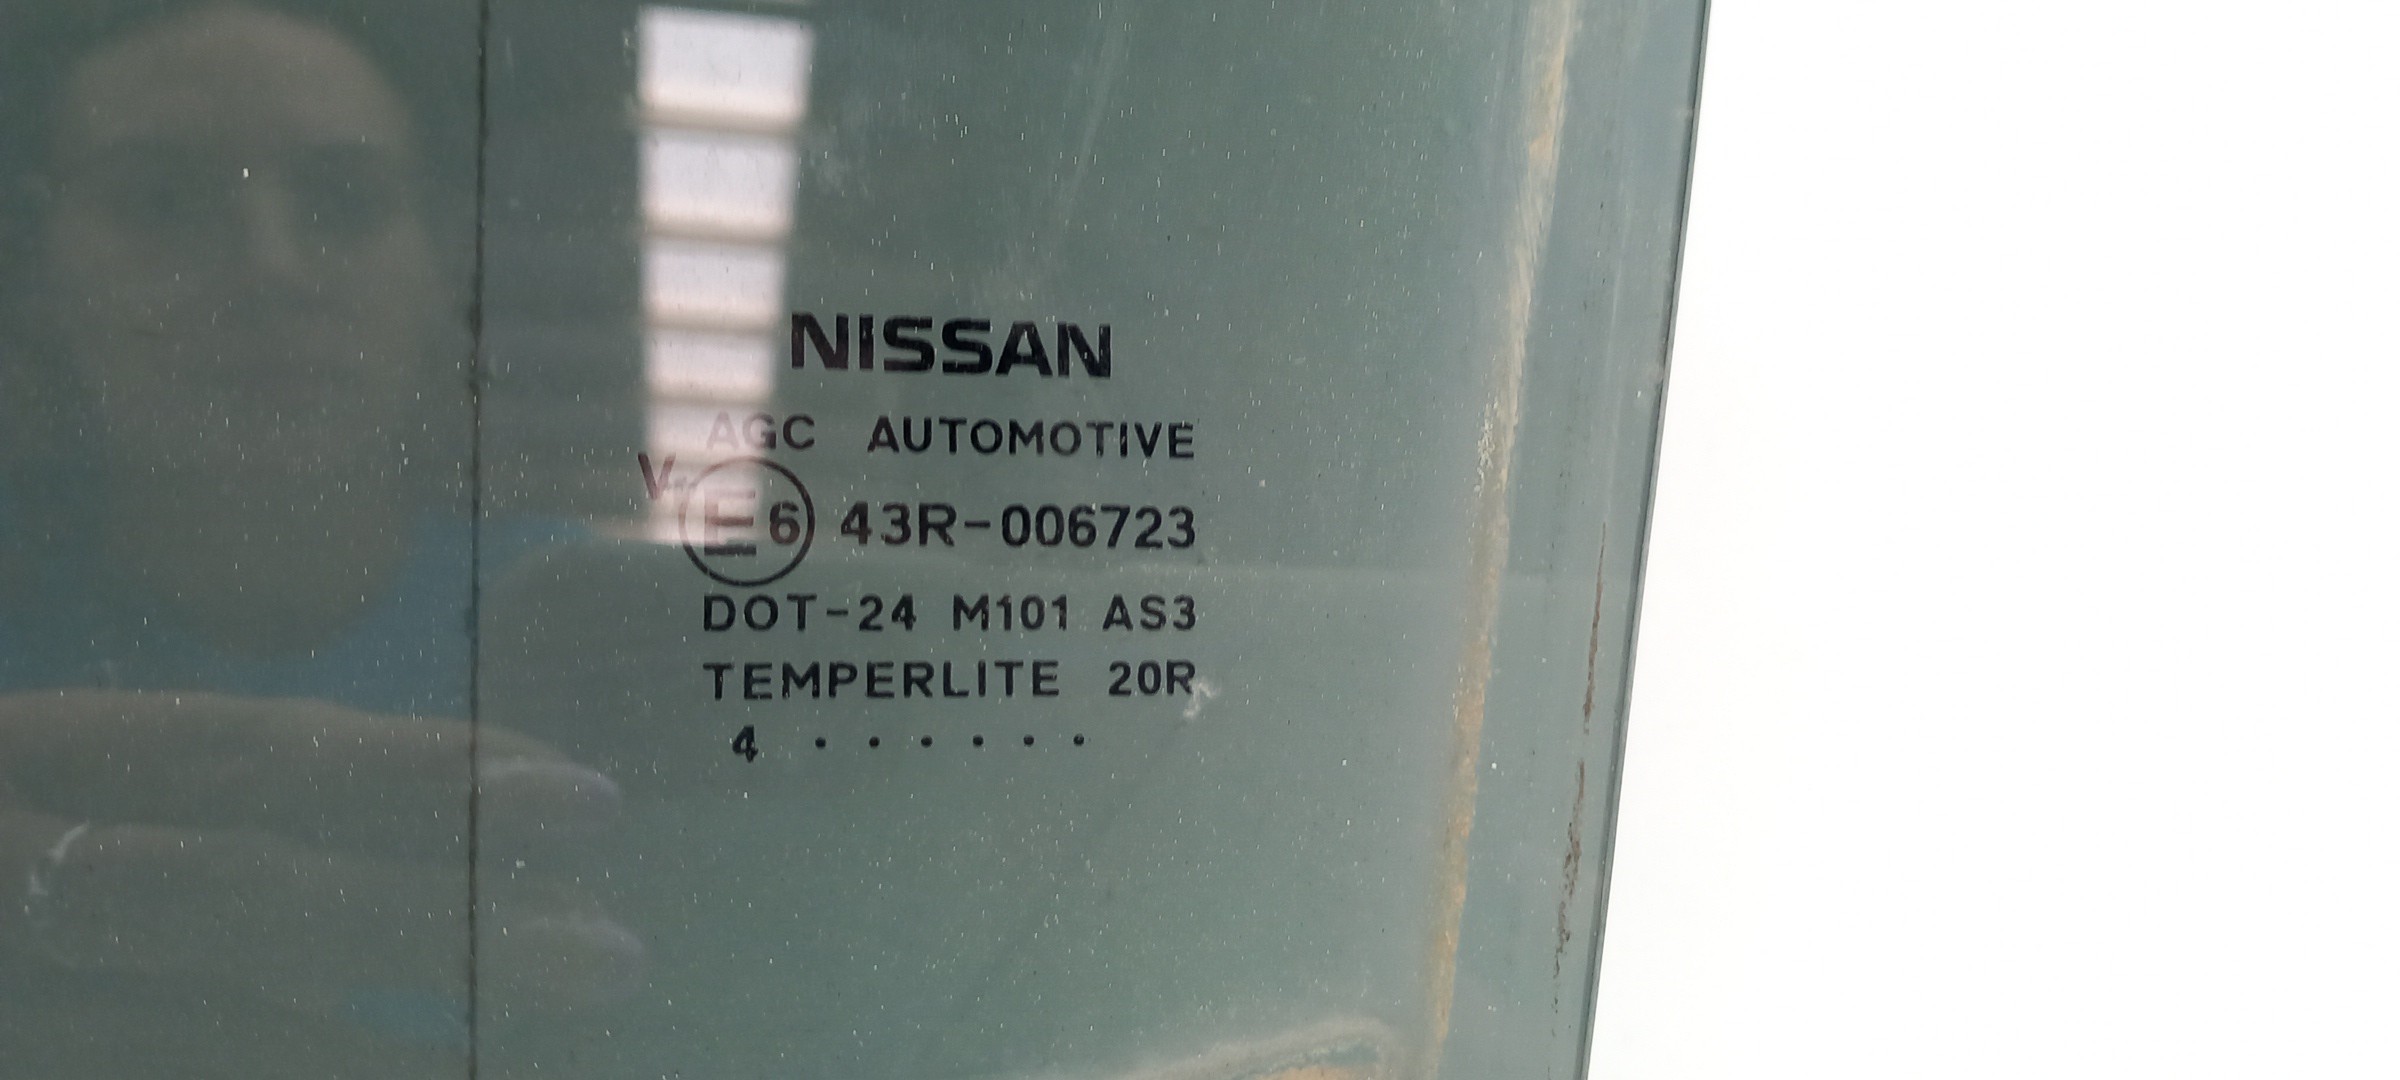 NISSAN
AGC AUTOMOTIVE
V
E6 43R-006723
DOT-24 M101 AS3
TEMPERLITE 20R
4 · · · · · ·